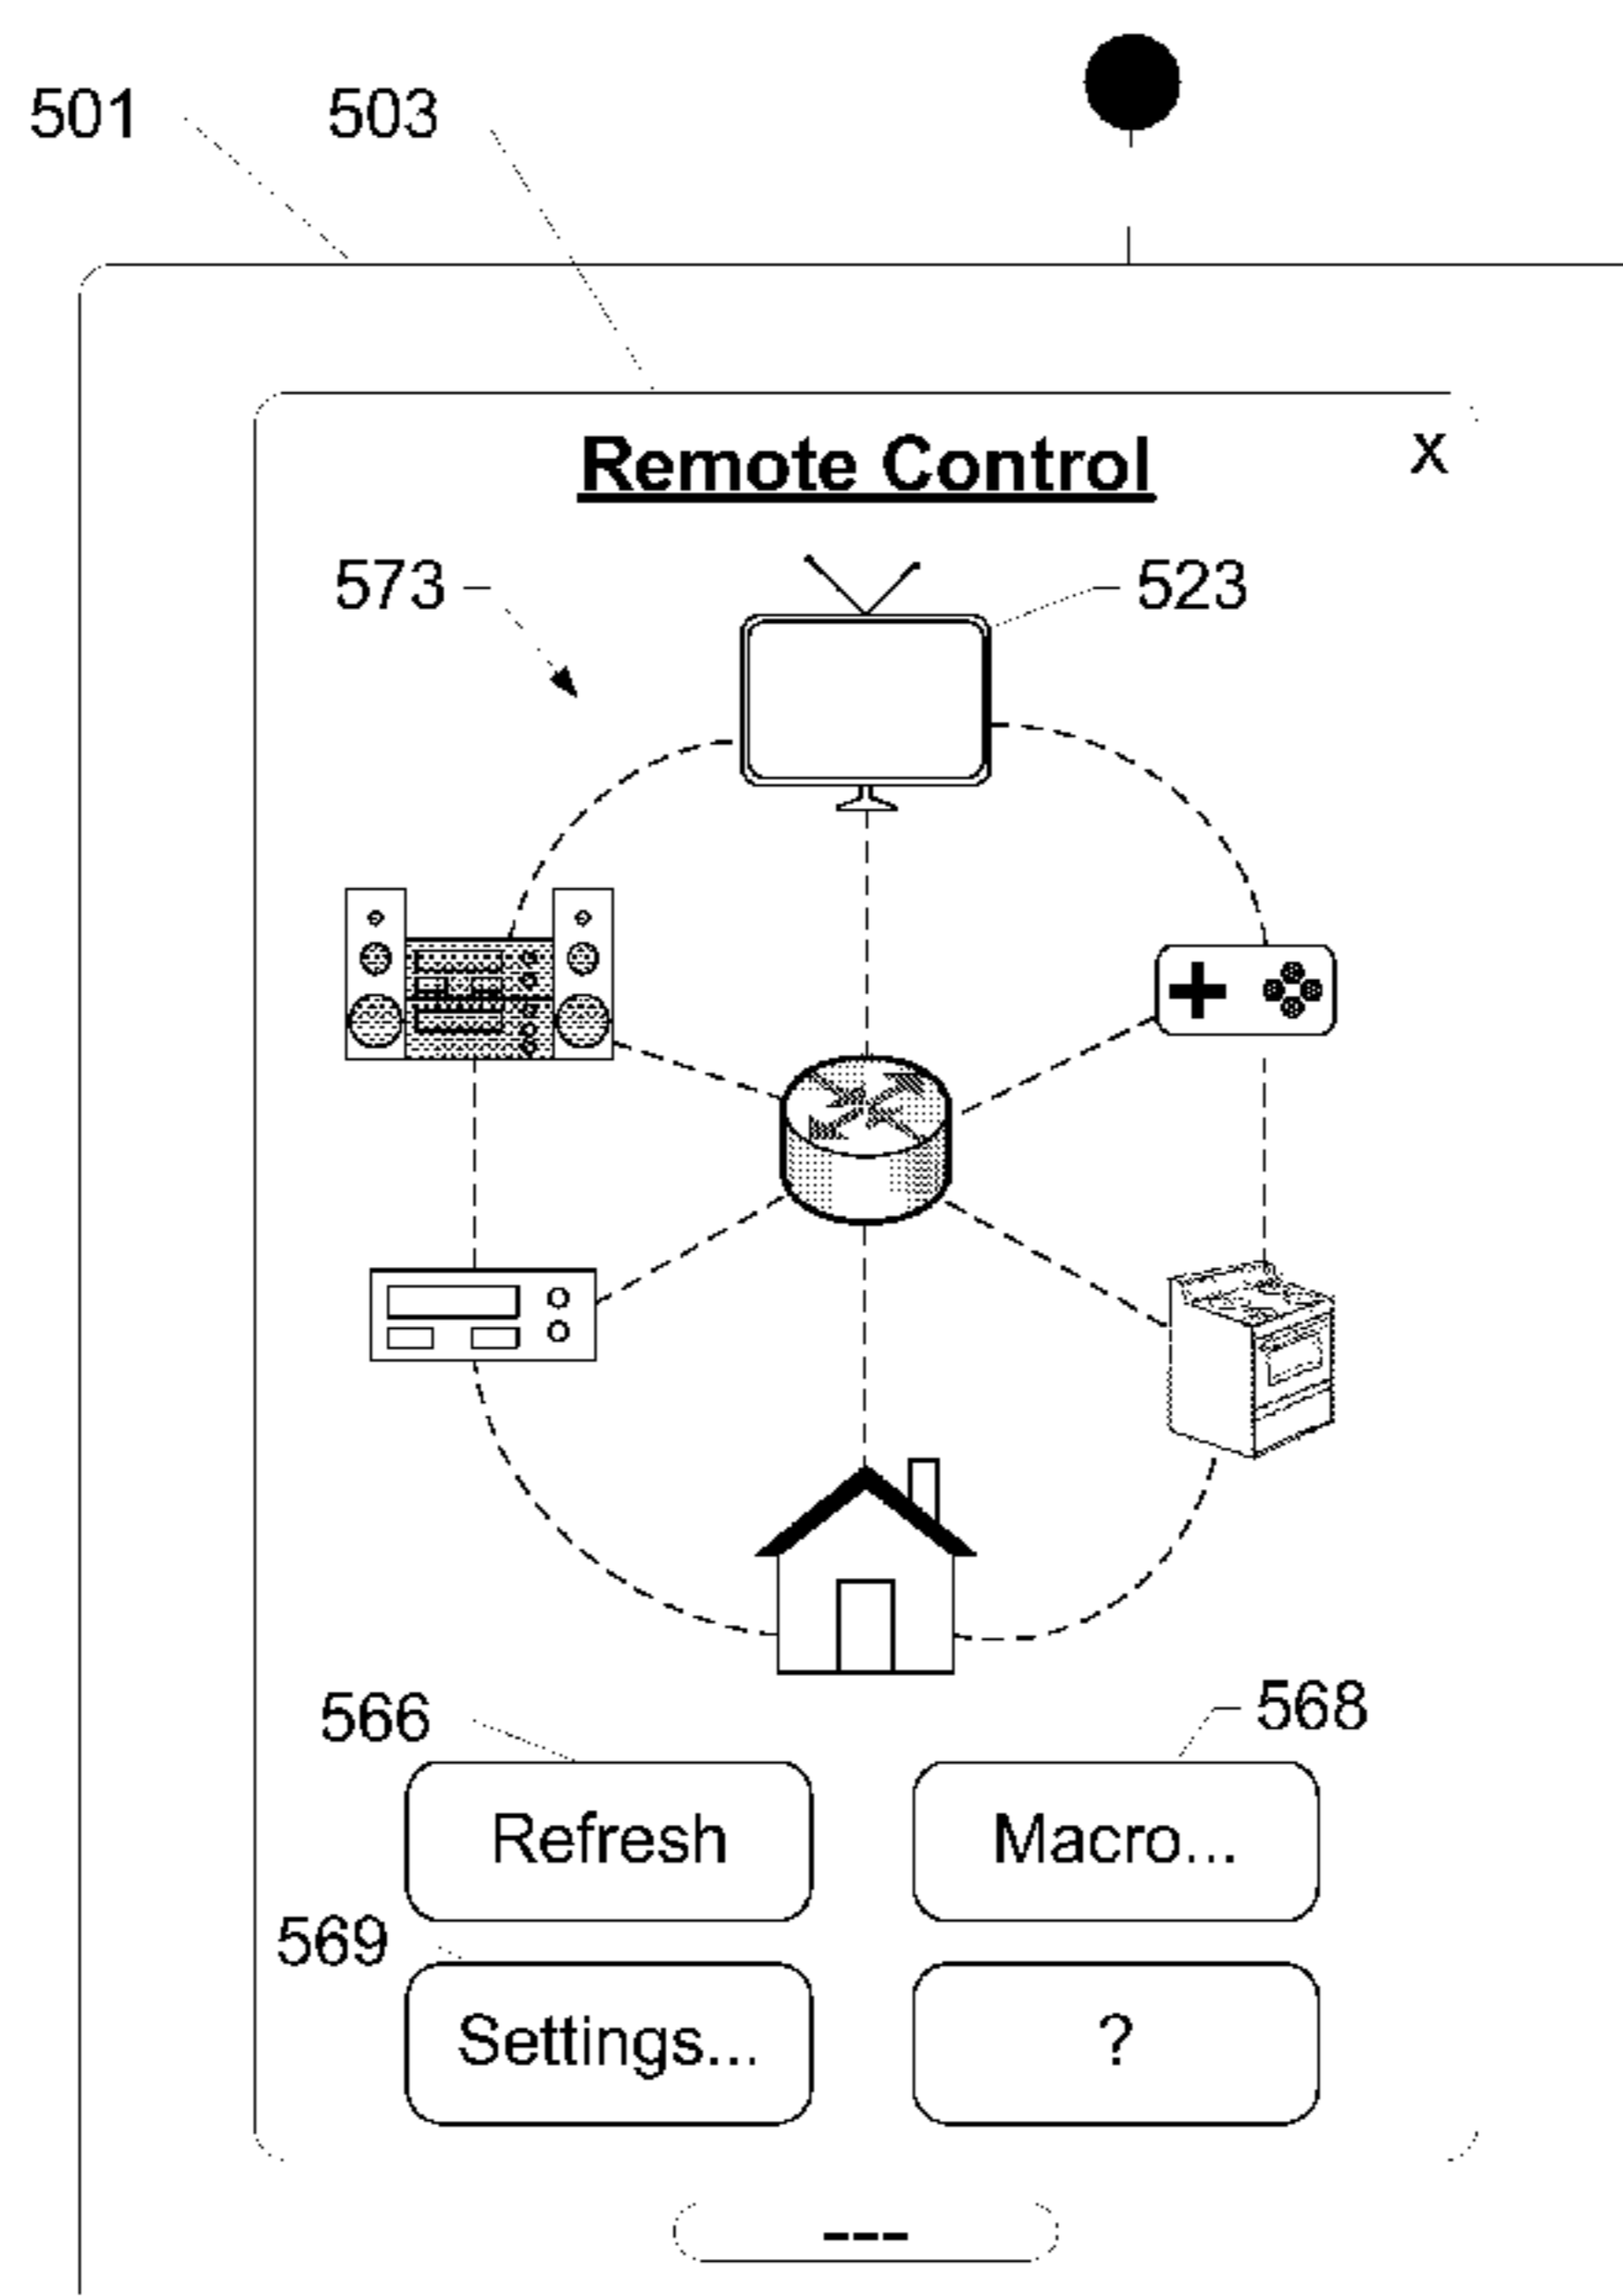 501 503
Remote Control X
573 523
566 568
Refresh Macro...
569
Settings... ?
---